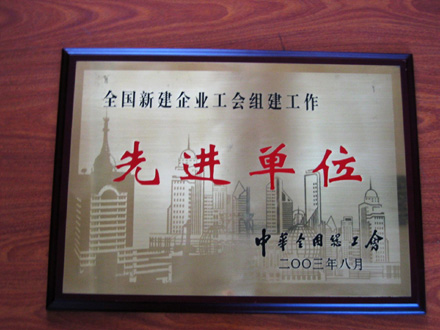 全国新建企业工会组建工作
先进单位
中华全国总工会
二〇〇三年八月